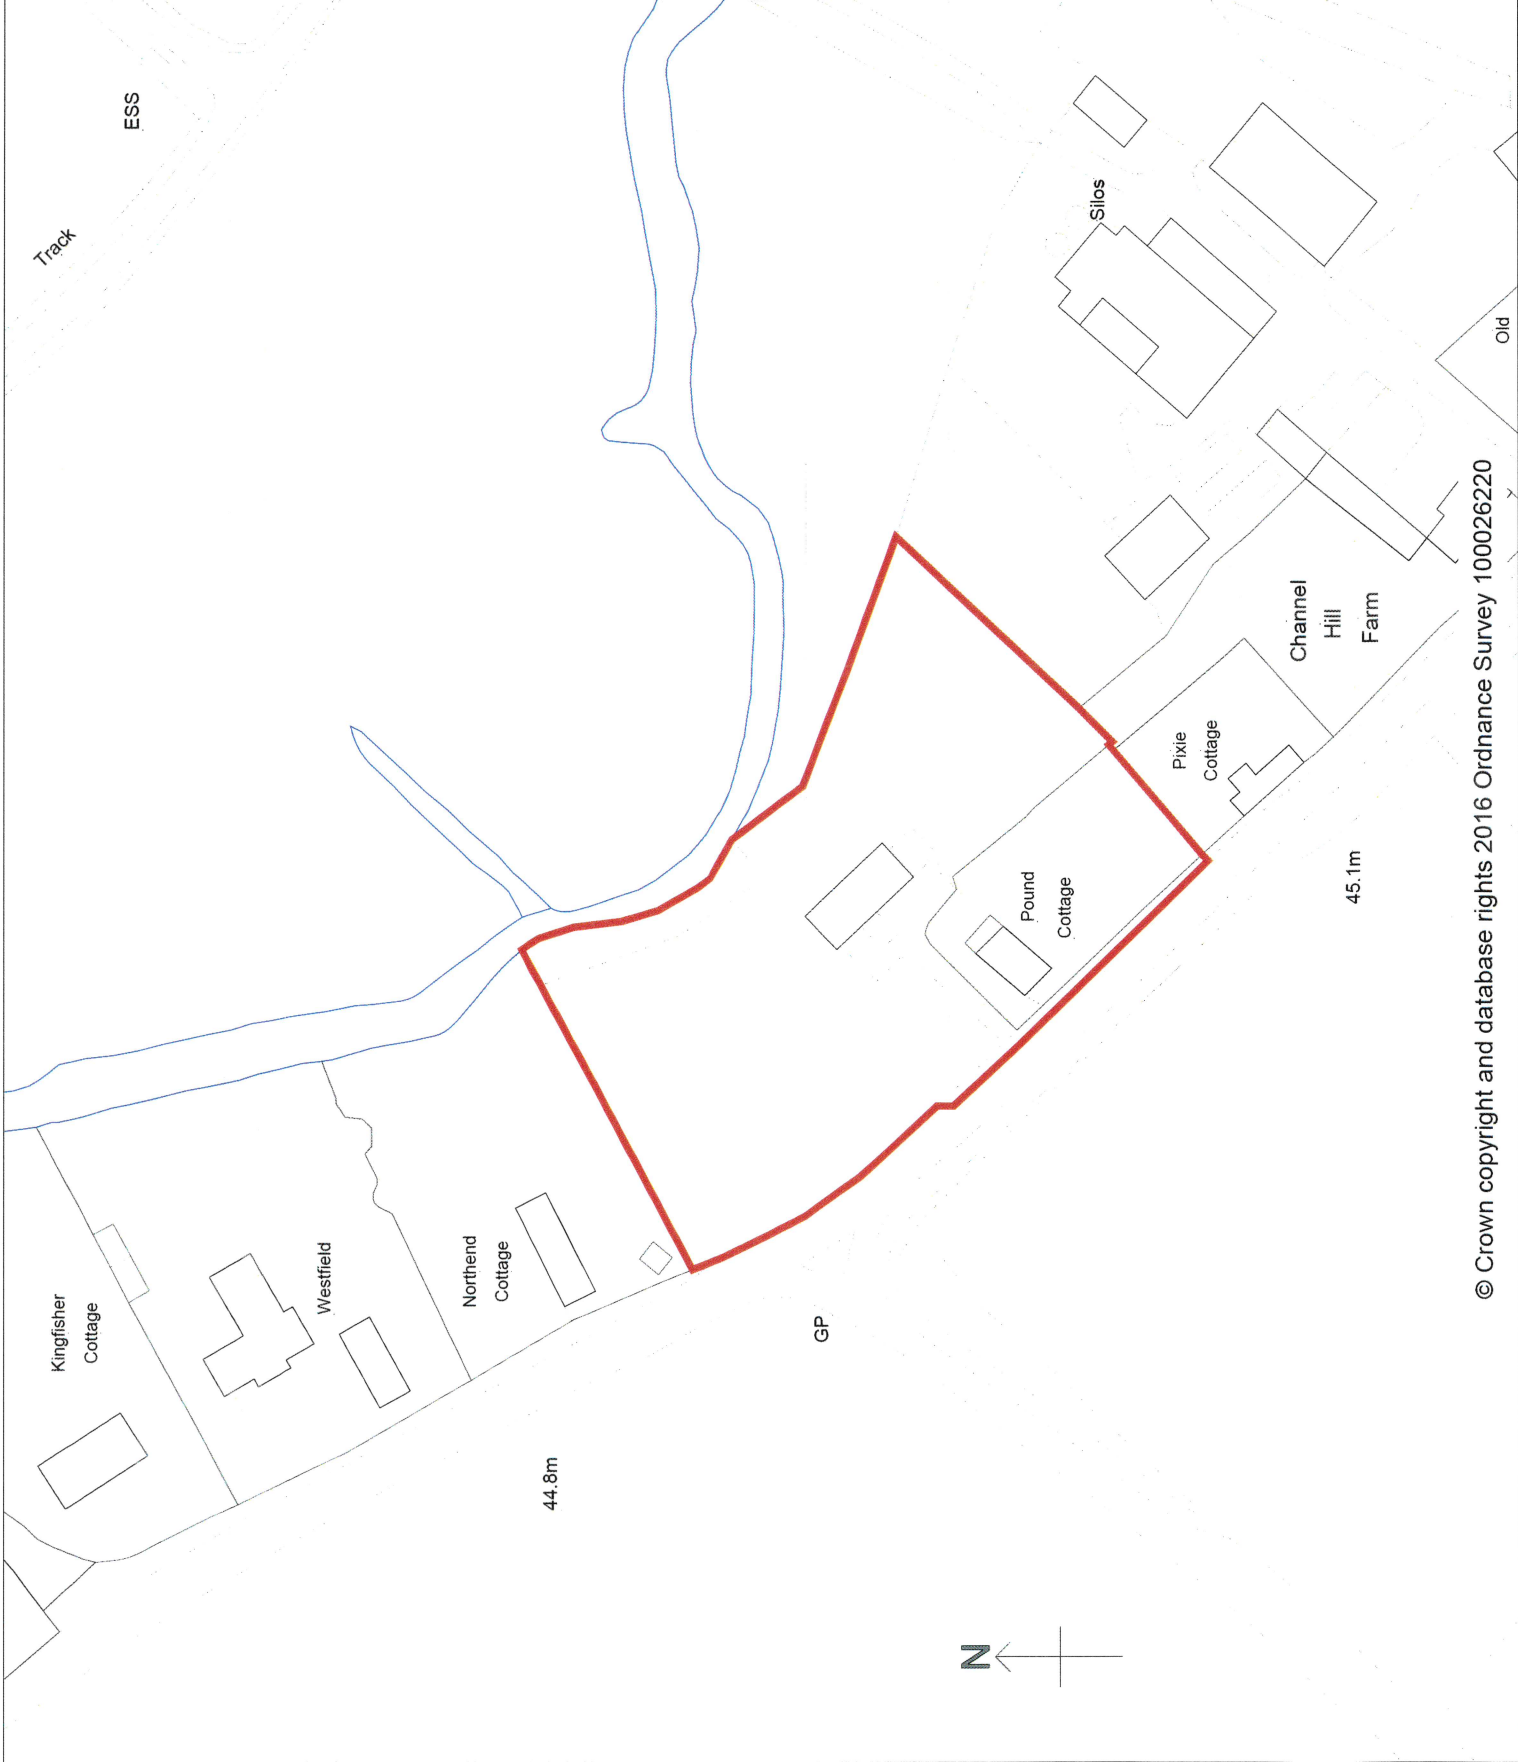 Track
ESS
Kingfisher
Cottage
Westfield
Northend
Cottage
44.8m
GP
Pound
Cottage
Pixie
Cottage
45.1m
Channel
Hill
Farm
Silos
Old
N
© Crown copyright and database rights 2016 Ordnance Survey 100026220